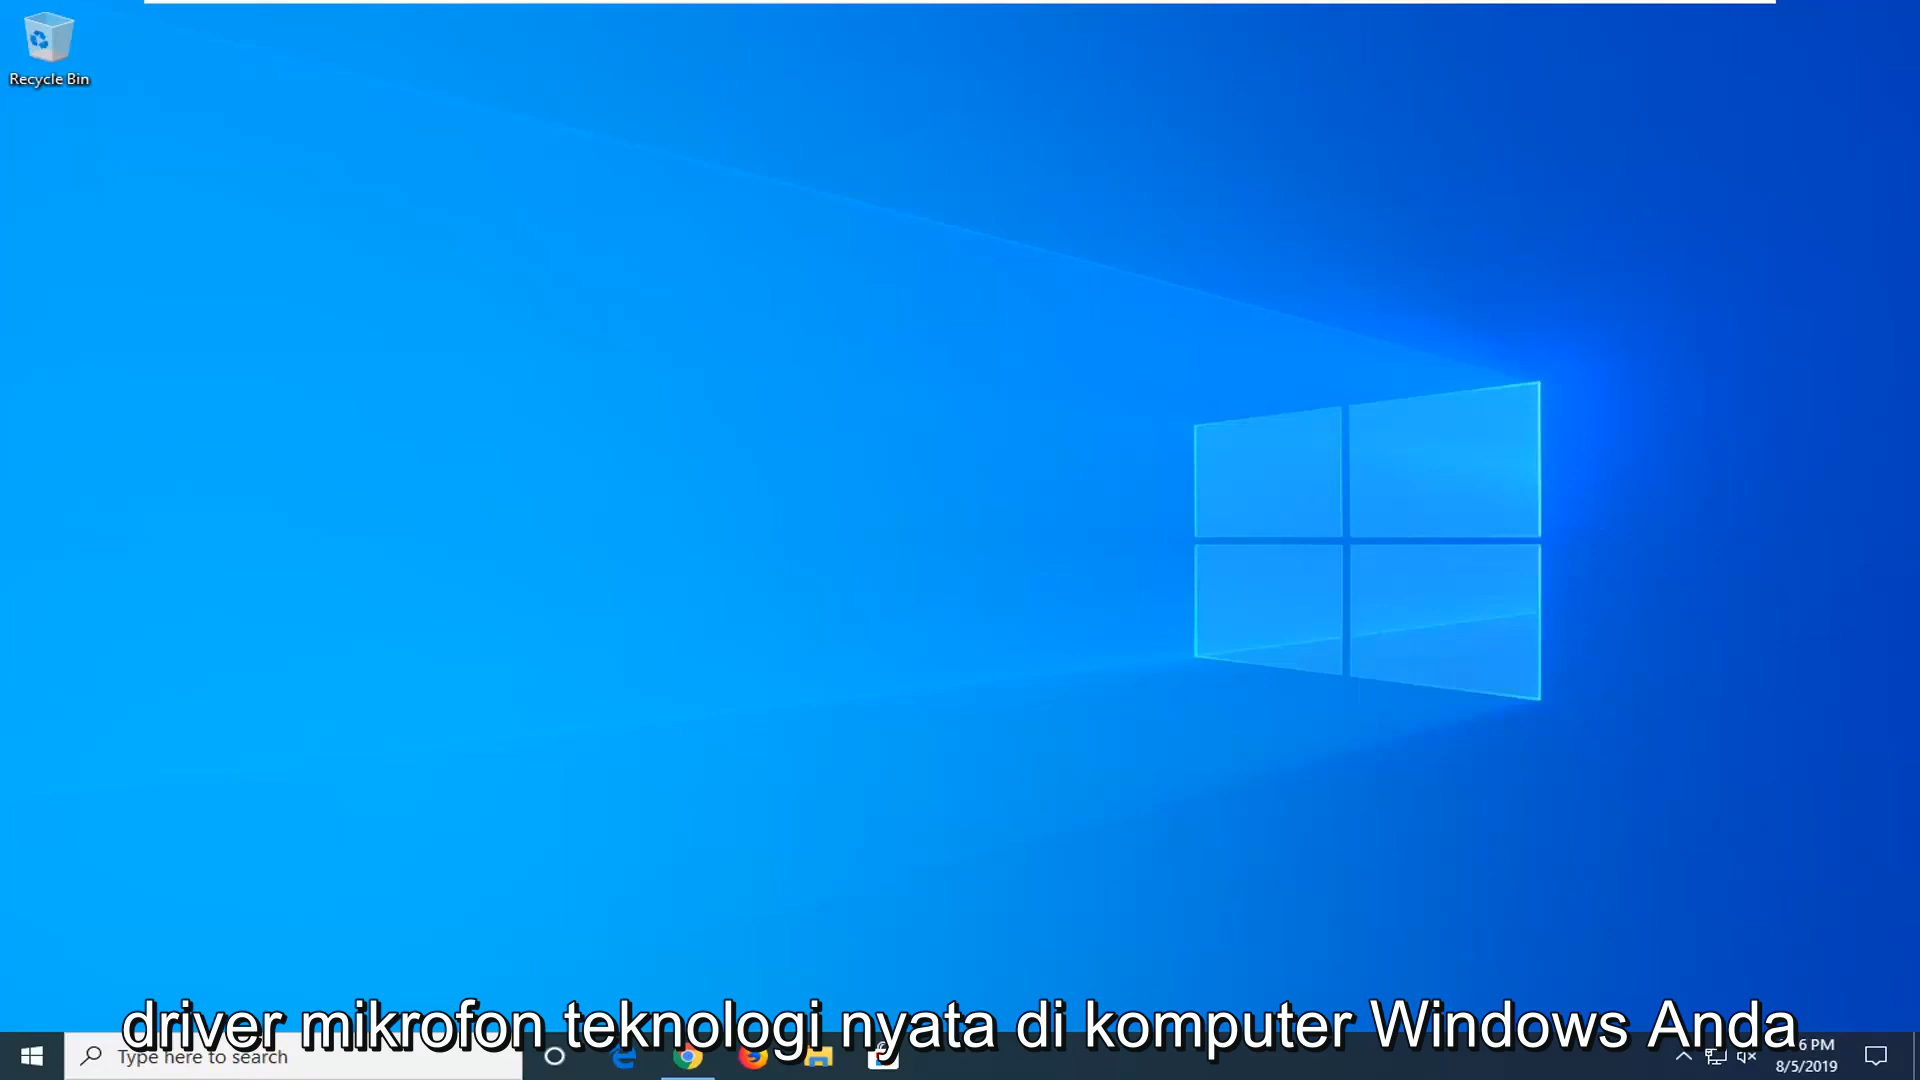 Recycle Bin
driver mikrofon teknologi nyata di komputer Windows Anda
Type here to search
6 PM
8/5/2019